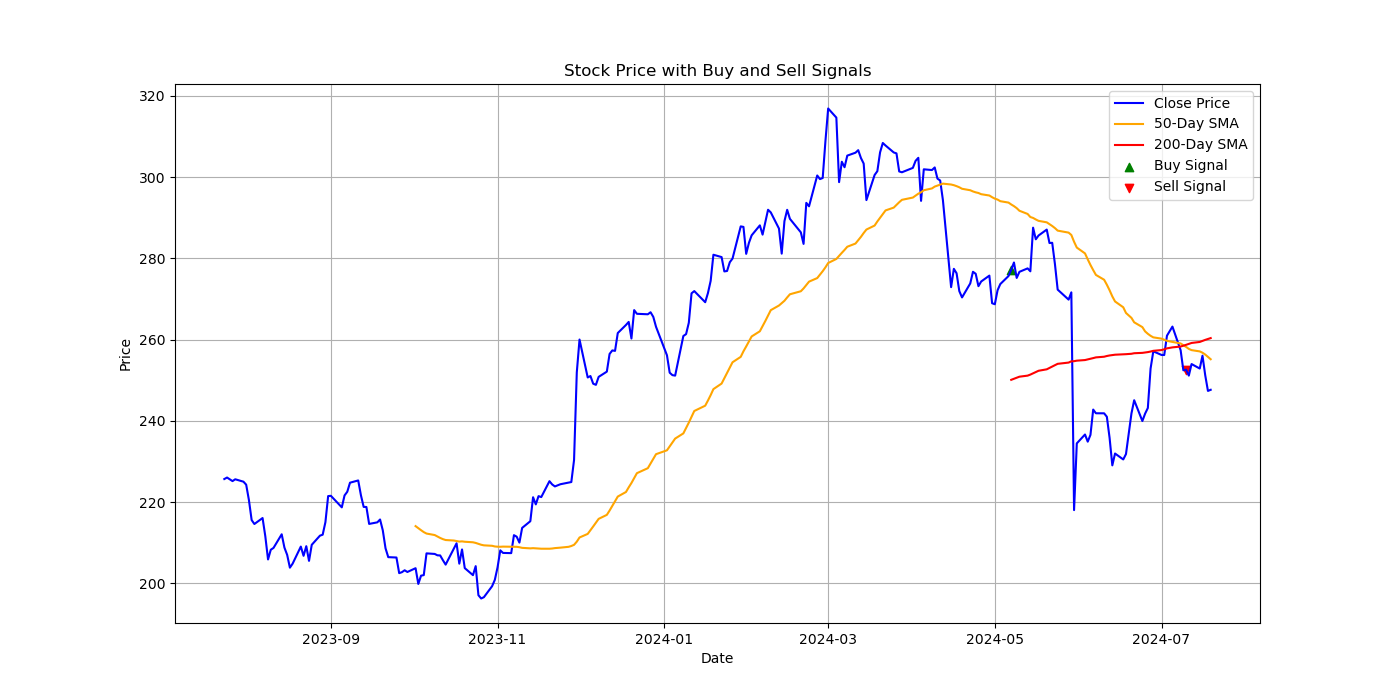 Stock Price with Buy and Sell Signals
320
300
280
260
240
220
200
Price
Close Price
50-Day SMA
200-Day SMA
Buy Signal
Sell Signal
2023-09
2023-11
2024-01
2024-03
2024-05
2024-07
Date